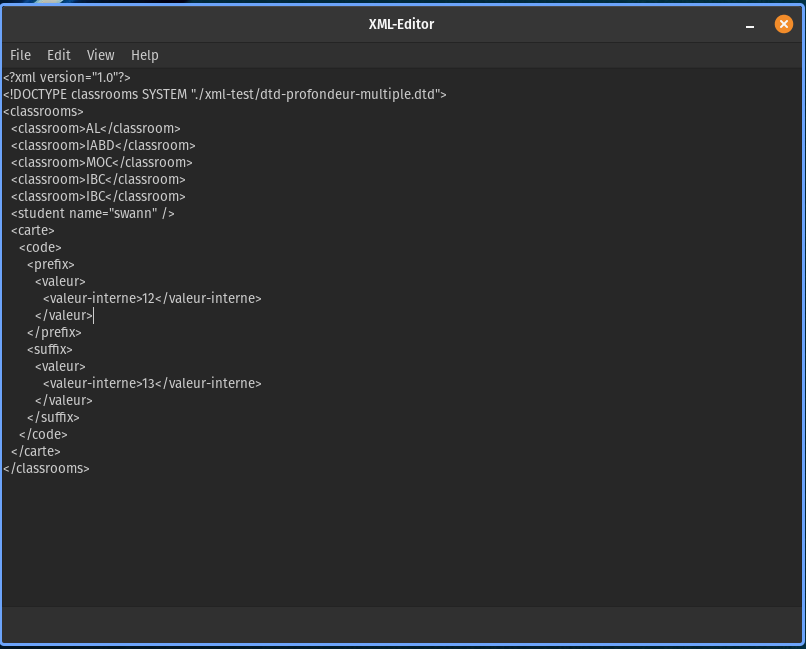 XML-Editor
File Edit View Help
<?xml version="1.0"?>
<!DOCTYPE classrooms SYSTEM "./xml-test/dtd-profondeur-multiple.dtd">
<classrooms>
  <classroom>AL</classroom>
  <classroom>IABD</classroom>
  <classroom>MOC</classroom>
  <classroom>IBC</classroom>
  <classroom>IBC</classroom>
  <student name="swann" />
  <carte>
    <code>
      <prefix>
        <valeur>
          <valeur-interne>12</valeur-interne>
        </valeur>
      </prefix>
      <suffix>
        <valeur>
          <valeur-interne>13</valeur-interne>
        </valeur>
      </suffix>
    </code>
  </carte>
</classrooms>